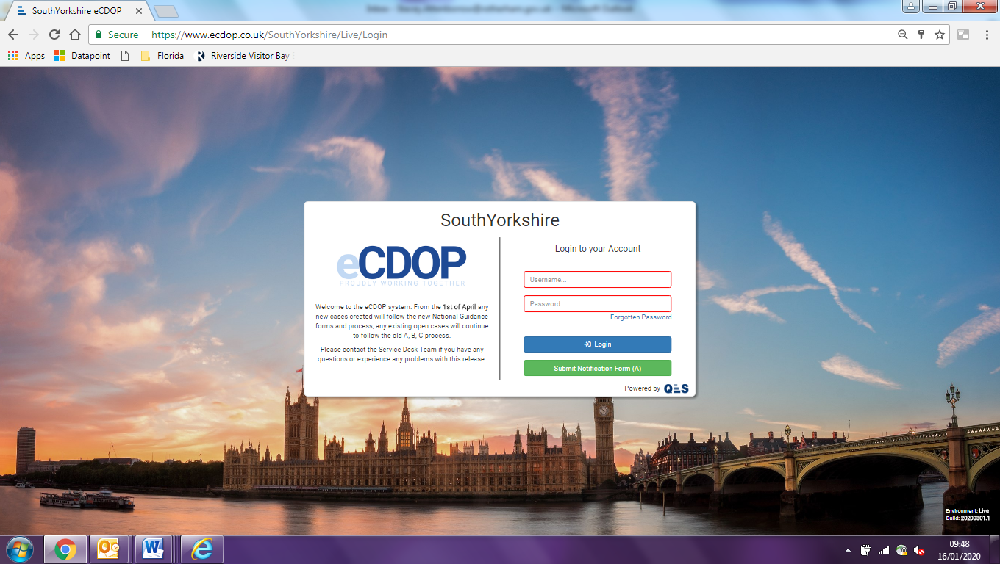 SouthYorkshire eCDOP
Secure
https://www.ecdop.co.uk/SouthYorkshire/Live/Login
Apps
Datapoint
Florida
Riverside Visitor Bay
SouthYorkshire
eCDOP
PROUDLY WORKING TOGETHER
Welcome to the eCDOP system. From the 1st of April any
new cases created will follow the new National Guidance
forms and process, any existing open cases will continue
to follow the old A, B, C process.
Please contact the Service Desk Team if you have any
questions or experience any problems with this release.
Login to your Account
Username...
Password...
Forgotten Password
Login
Submit Notification Form (A)
Powered by QES
Environment: Live
Build: 20200301.1
09:48
16/01/2020